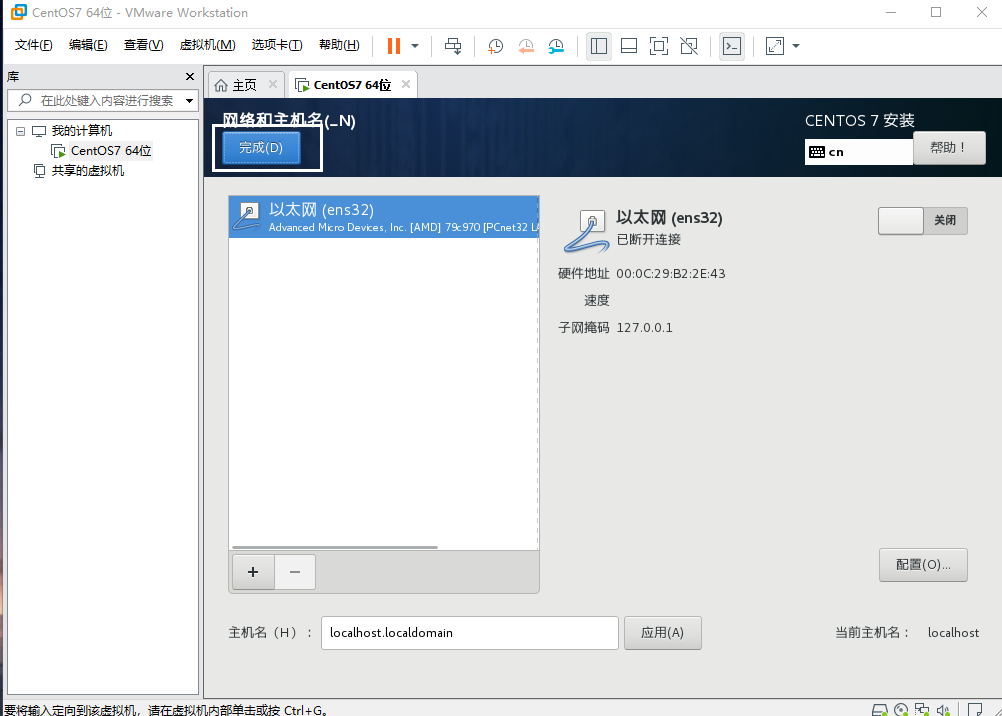 CentOS7 64位 - VMware Workstation
文件(F) 编辑(E) 查看(V) 虚拟机(M) 选项卡(T) 帮助(H)
库
在此处键入内容进行搜索
我的计算机
CentOS7 64位
共享的虚拟机
主页
CentOS7 64位
网络和主机名(_N)
完成(D)
CENTOS 7 安装
cn
帮助！
以太网 (ens32)
Advanced Micro Devices, Inc. [AMD] 79c970 [PCnet32 LA
以太网 (ens32)
已断开连接
关闭
硬件地址 00:0C:29:B2:2E:43
速度
子网掩码 127.0.0.1
+ −
配置(O)...
主机名（H）： localhost.localdomain 应用(A) 当前主机名： localhost
要将输入定向到该虚拟机，请在虚拟机内部单击或按 Ctrl+G。